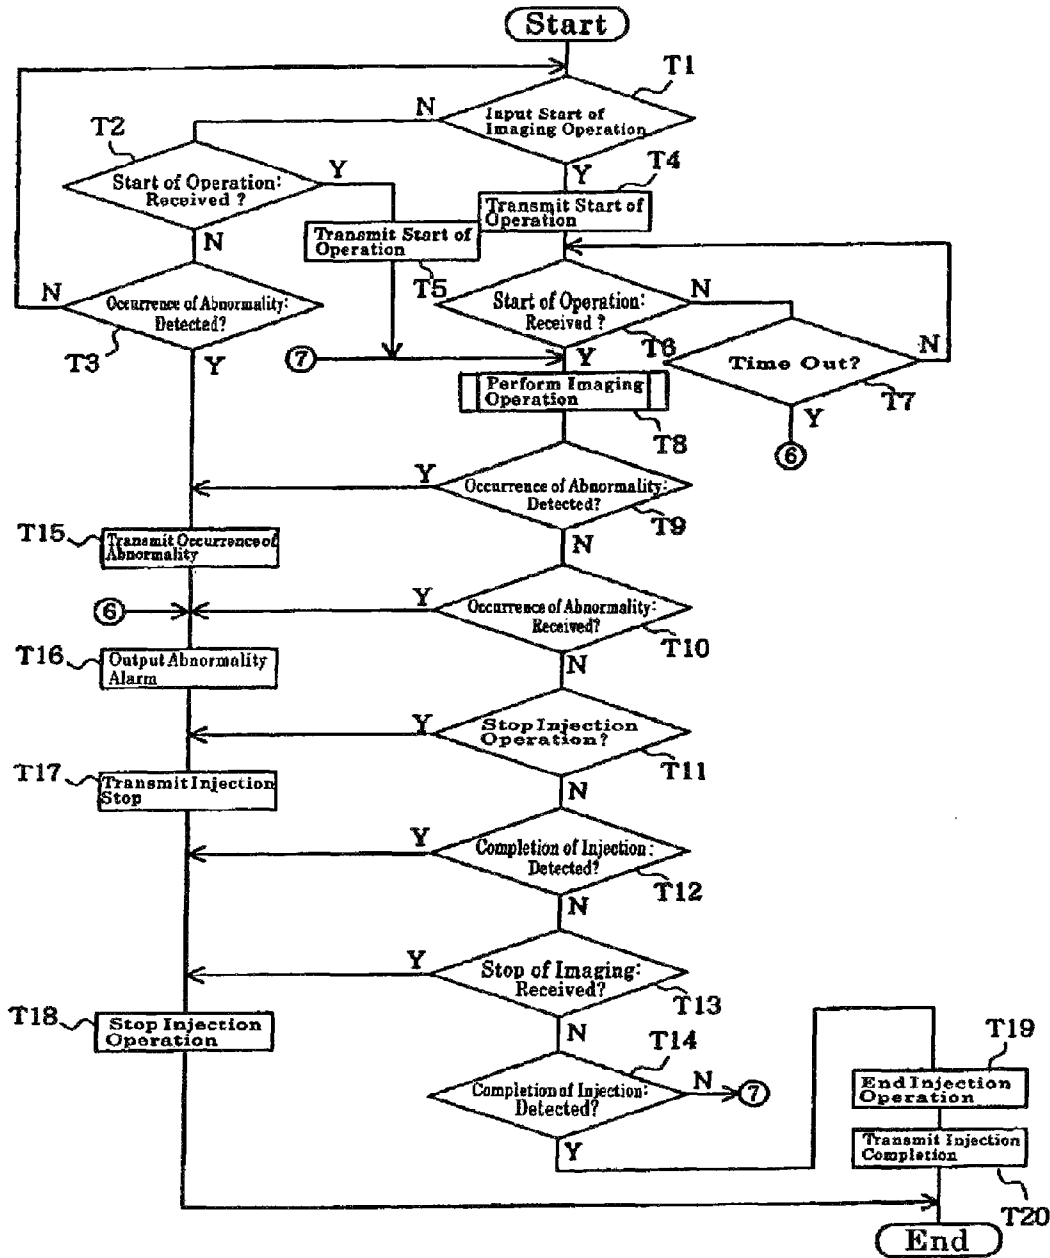 Start
T1
Input Start of
Imaging Operation
N
Y
T2
Start of Operation:
Received ?
Y
N
T4
Transmit Start of
Operation
Transmit Start of
Operation
T5
N
Occurrence of Abnormality:
Detected?
T3
Y
Start of Operation:
Received ?
N
T6
Y
Time Out?
N
T7
Y
6
7
Perform Imaging
Operation
T8
Y
Occurrence of Abnormality:
Detected?
T9
N
T15
Transmit Occurrence of
Abnormality
6
Y
Occurrence of Abnormality:
Received?
T10
N
T16
Output Abnormality
Alarm
Y
Stop Injection
Operation?
T11
N
T17
Transmit Injection
Stop
Y
Completion of Injection:
Detected?
T12
N
Y
Stop of Imaging:
Received?
T13
N
T18
Stop Injection
Operation
T14
Completion of Injection:
Detected?
N
7
Y
T19
End Injection
Operation
Transmit Injection
Completion
T20
End